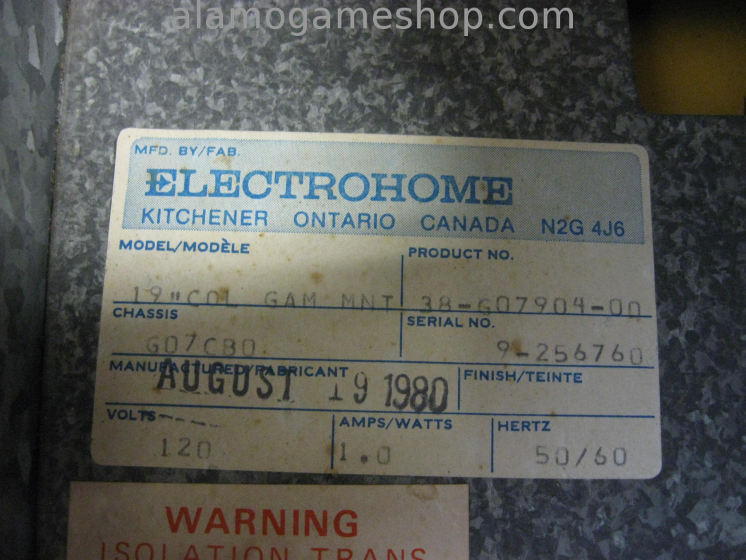 alamogameshop.com
MFD. BY/FAB.
ELECTROHOME
KITCHENER ONTARIO CANADA N2G 4J6
MODEL/MODÈLE PRODUCT NO.
19"COL GAM MNT 38-G07904-00
CHASSIS SERIAL NO.
G07CBO 9-256760
MANUFACTURED/FABRICANT FINISH/TEINTE
AUGUST 19 1980
VOLTS AMPS/WATTS HERTZ
120 1.0 50/60
WARNING
ISOLATION TRANS